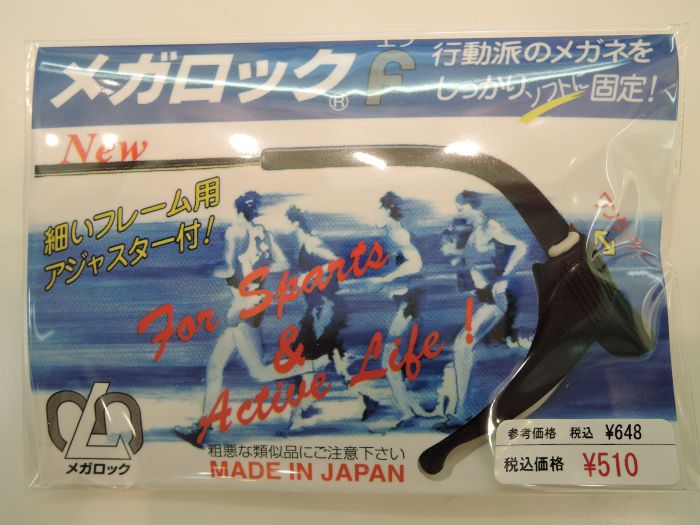 エフ
メガロック® F
行動派のメガネを
しっかり、ソフトに固定!
New
細いフレーム用
アジャスター付!
For Sports
& 
Active Life !
メガロック
粗悪な類似品にご注意下さい
MADE IN JAPAN
参考価格 税込 ¥648
税込価格 ¥510